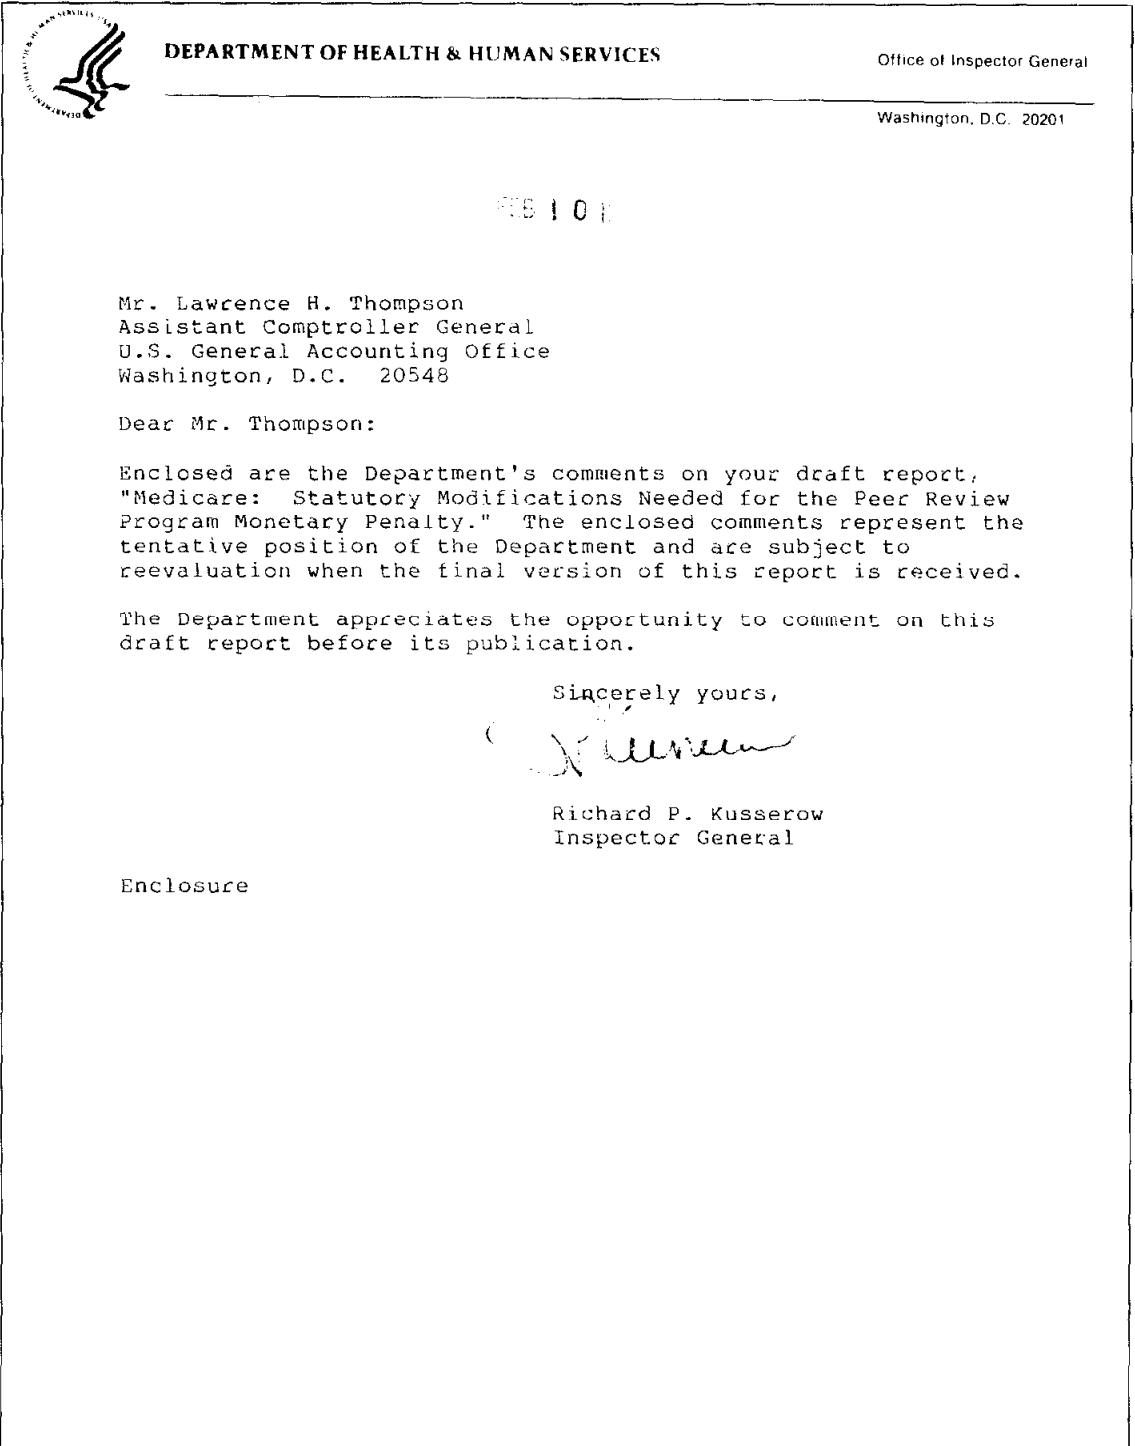 DEPARTMENT OF HEALTH & HUMAN SERVICES
Office of Inspector General
Washington, D.C. 20201
Mr. Lawrence H. Thompson
Assistant Comptroller General
U.S. General Accounting Office
Washington, D.C. 20548
Dear Mr. Thompson:
Enclosed are the Department's comments on your draft report,
"Medicare: Statutory Modifications Needed for the Peer Review
Program Monetary Penalty." The enclosed comments represent the
tentative position of the Department and are subject to
reevaluation when the final version of this report is received.
The Department appreciates the opportunity to comment on this
draft report before its publication.
Sincerely yours,
Richard P. Kusserow
Inspector General
Enclosure